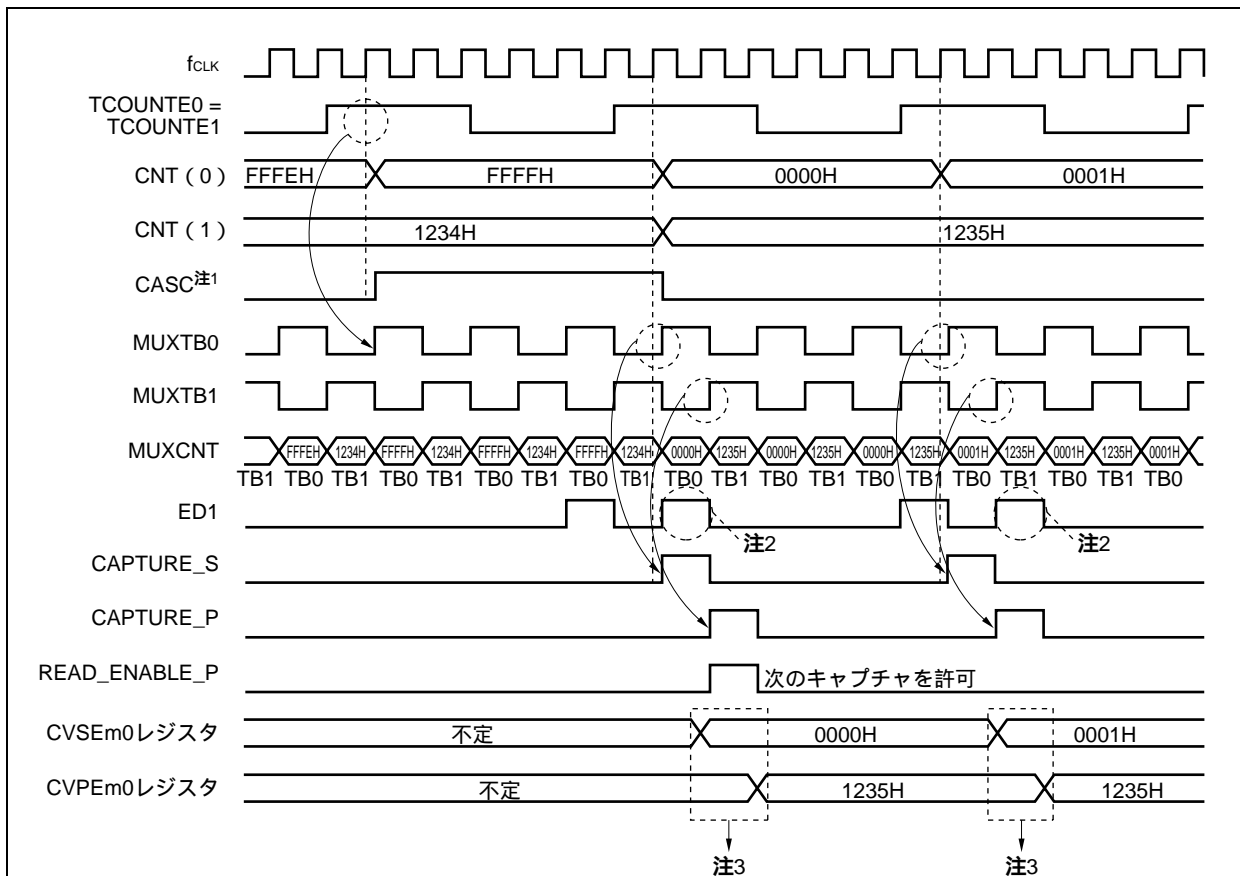 fCLK
TCOUNTE0 =
TCOUNTE1
CNT（0） FFFEH FFFFH 0000H 0001H
CNT（1） 1234H 1235H
CASC注1
MUXTB0
MUXTB1
MUXCNT FFFEH 1234H FFFFH 1234H FFFFH 1234H FFFFH 1234H 0000H 1235H 0000H 1235H 0000H 1235H 0001H 1235H 0001H 1235H 0001H
TB1 TB0 TB1 TB0 TB1 TB0 TB1 TB0 TB1 TB0 TB1 TB0 TB1 TB0 TB1 TB0 TB1 TB0 TB1 TB0
ED1
注2 注2
CAPTURE_S
CAPTURE_P
READ_ENABLE_P 次のキャプチャを許可
CVSEm0レジスタ 不定 0000H 0001H
CVPEm0レジスタ 不定 1235H 1235H
注3 注3